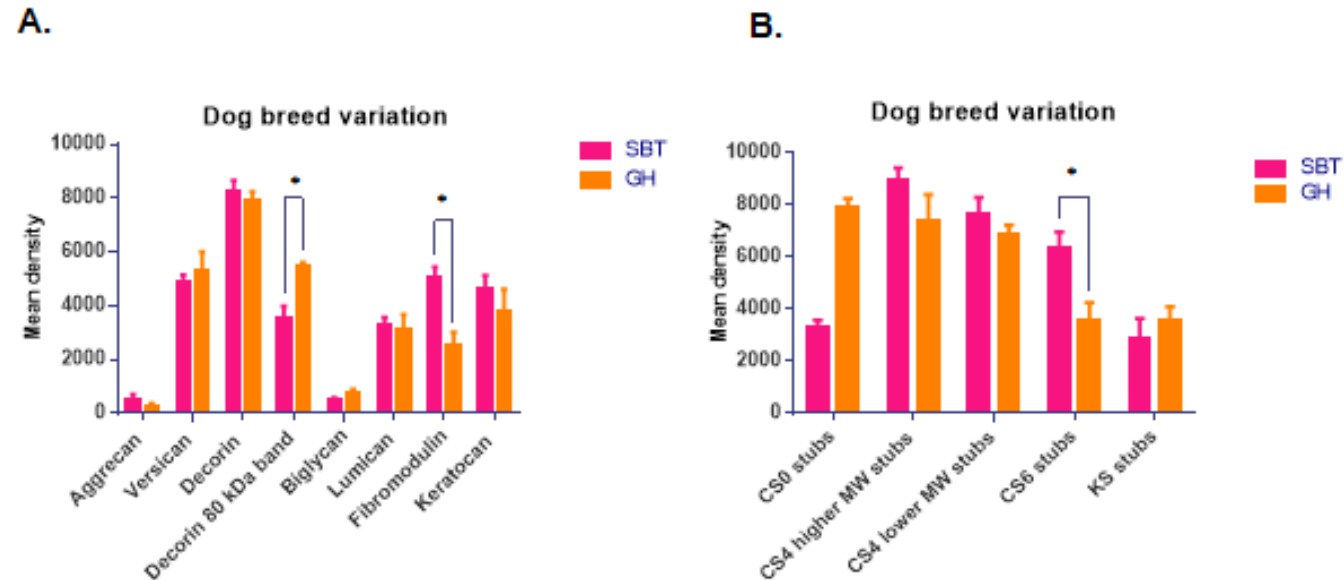 A.
Dog breed variation
Mean density
10000
8000
6000
4000
2000
0
*
*
SBT
GH
Aggrecan
Versican
Decorin
Decorin 80 kDa band
Biglycan
Lumican
Fibromodulin
Keratocan
B.
Dog breed variation
Mean density
10000
8000
6000
4000
2000
0
*
SBT
GH
CS0 stubs
CS4 higher MW stubs
CS4 lower MW stubs
CS6 stubs
KS stubs